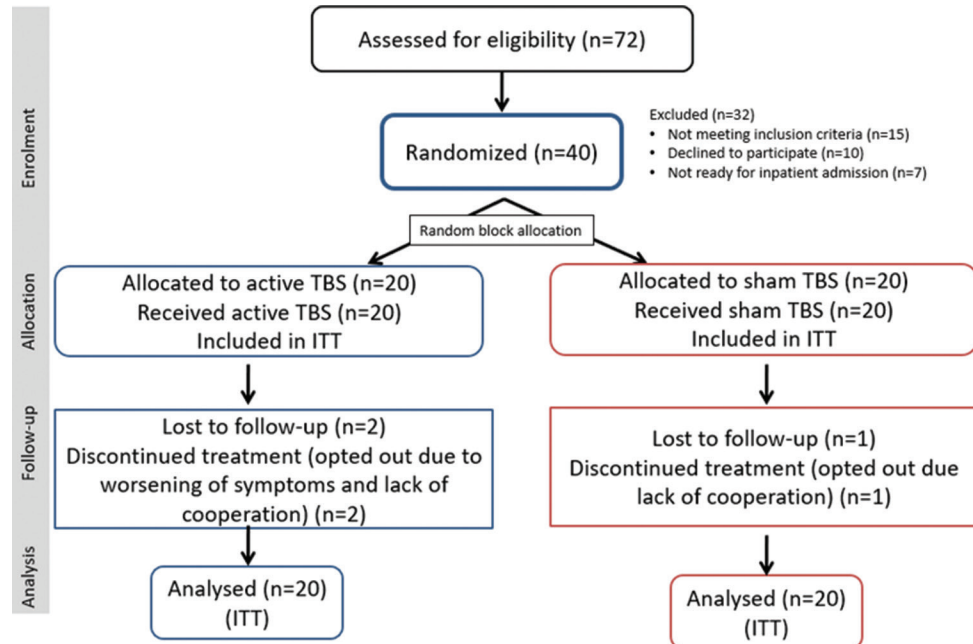 Assessed for eligibility (n=72)
Enrolment
Randomized (n=40)
Excluded (n=32)
• Not meeting inclusion criteria (n=15)
• Declined to participate (n=10)
• Not ready for inpatient admission (n=7)
Random block allocation
Allocation
Allocated to active TBS (n=20)
Received active TBS (n=20)
Included in ITT
Allocated to sham TBS (n=20)
Received sham TBS (n=20)
Included in ITT
Follow-up
Lost to follow-up (n=2)
Discontinued treatment (opted out due to
worsening of symptoms and lack of
cooperation) (n=2)
Lost to follow-up (n=1)
Discontinued treatment (opted out due
lack of cooperation) (n=1)
Analysis
Analysed (n=20)
(ITT)
Analysed (n=20)
(ITT)